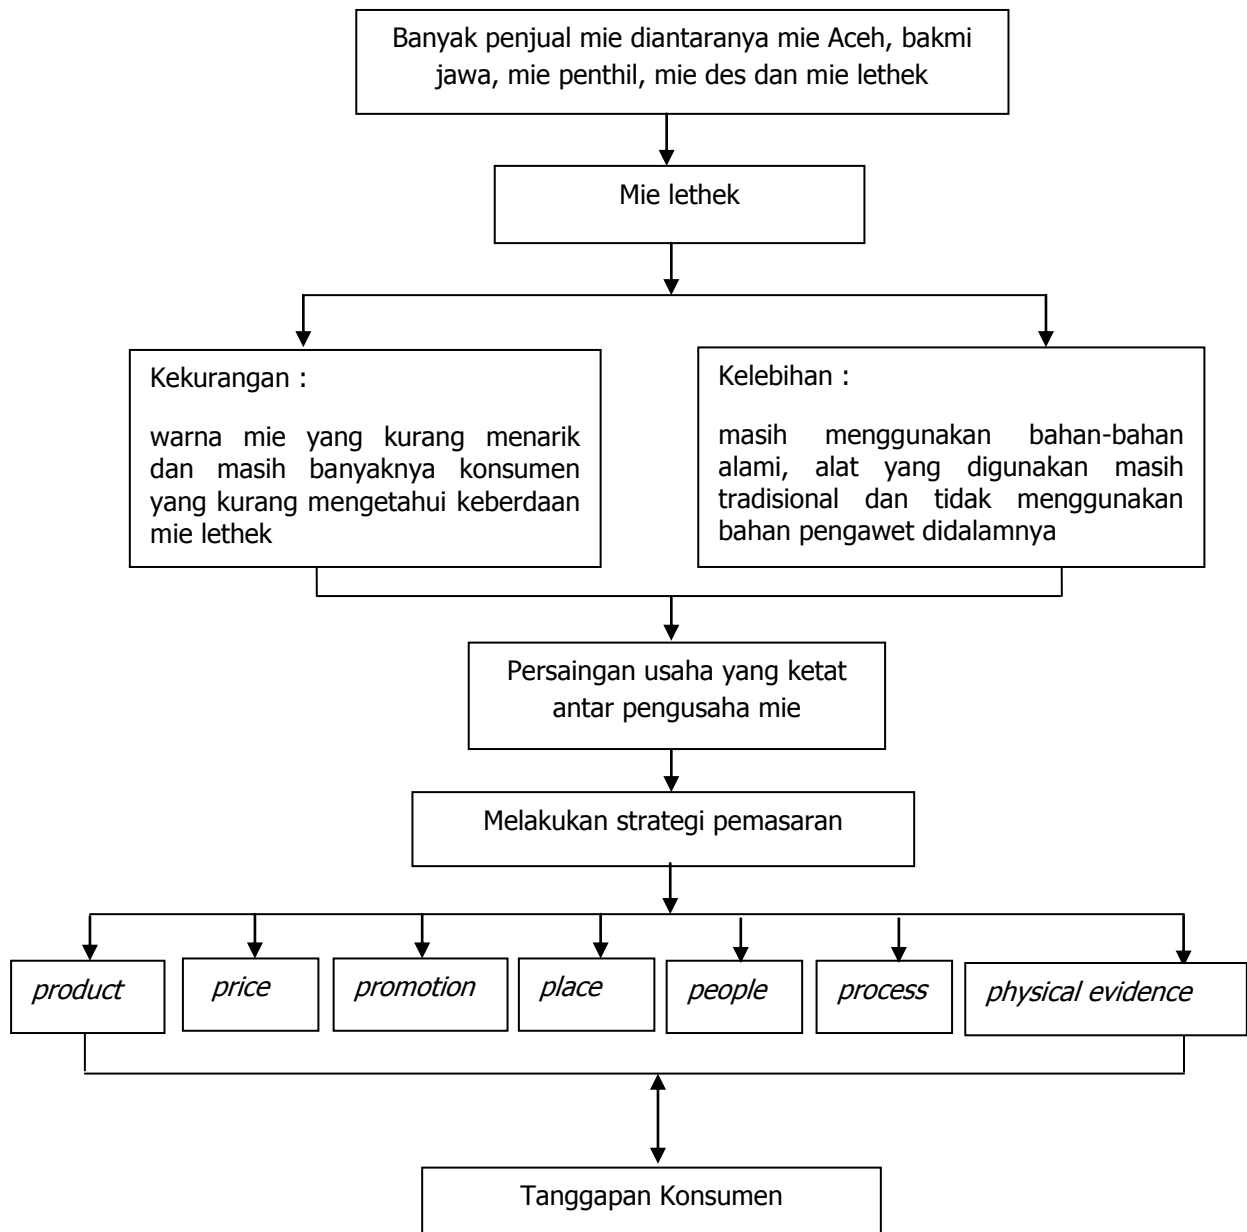 Banyak penjual mie diantaranya mie Aceh, bakmi
jawa, mie penthil, mie des dan mie lethek
Mie lethek
Kekurangan :
warna mie yang kurang menarik
dan masih banyaknya konsumen
yang kurang mengetahui keberdaan
mie lethek
Kelebihan :
masih menggunakan bahan-bahan
alami, alat yang digunakan masih
tradisional dan tidak menggunakan
bahan pengawet didalamnya
Persaingan usaha yang ketat
antar pengusaha mie
Melakukan strategi pemasaran
product
price
promotion
place
people
process
physical evidence
Tanggapan Konsumen